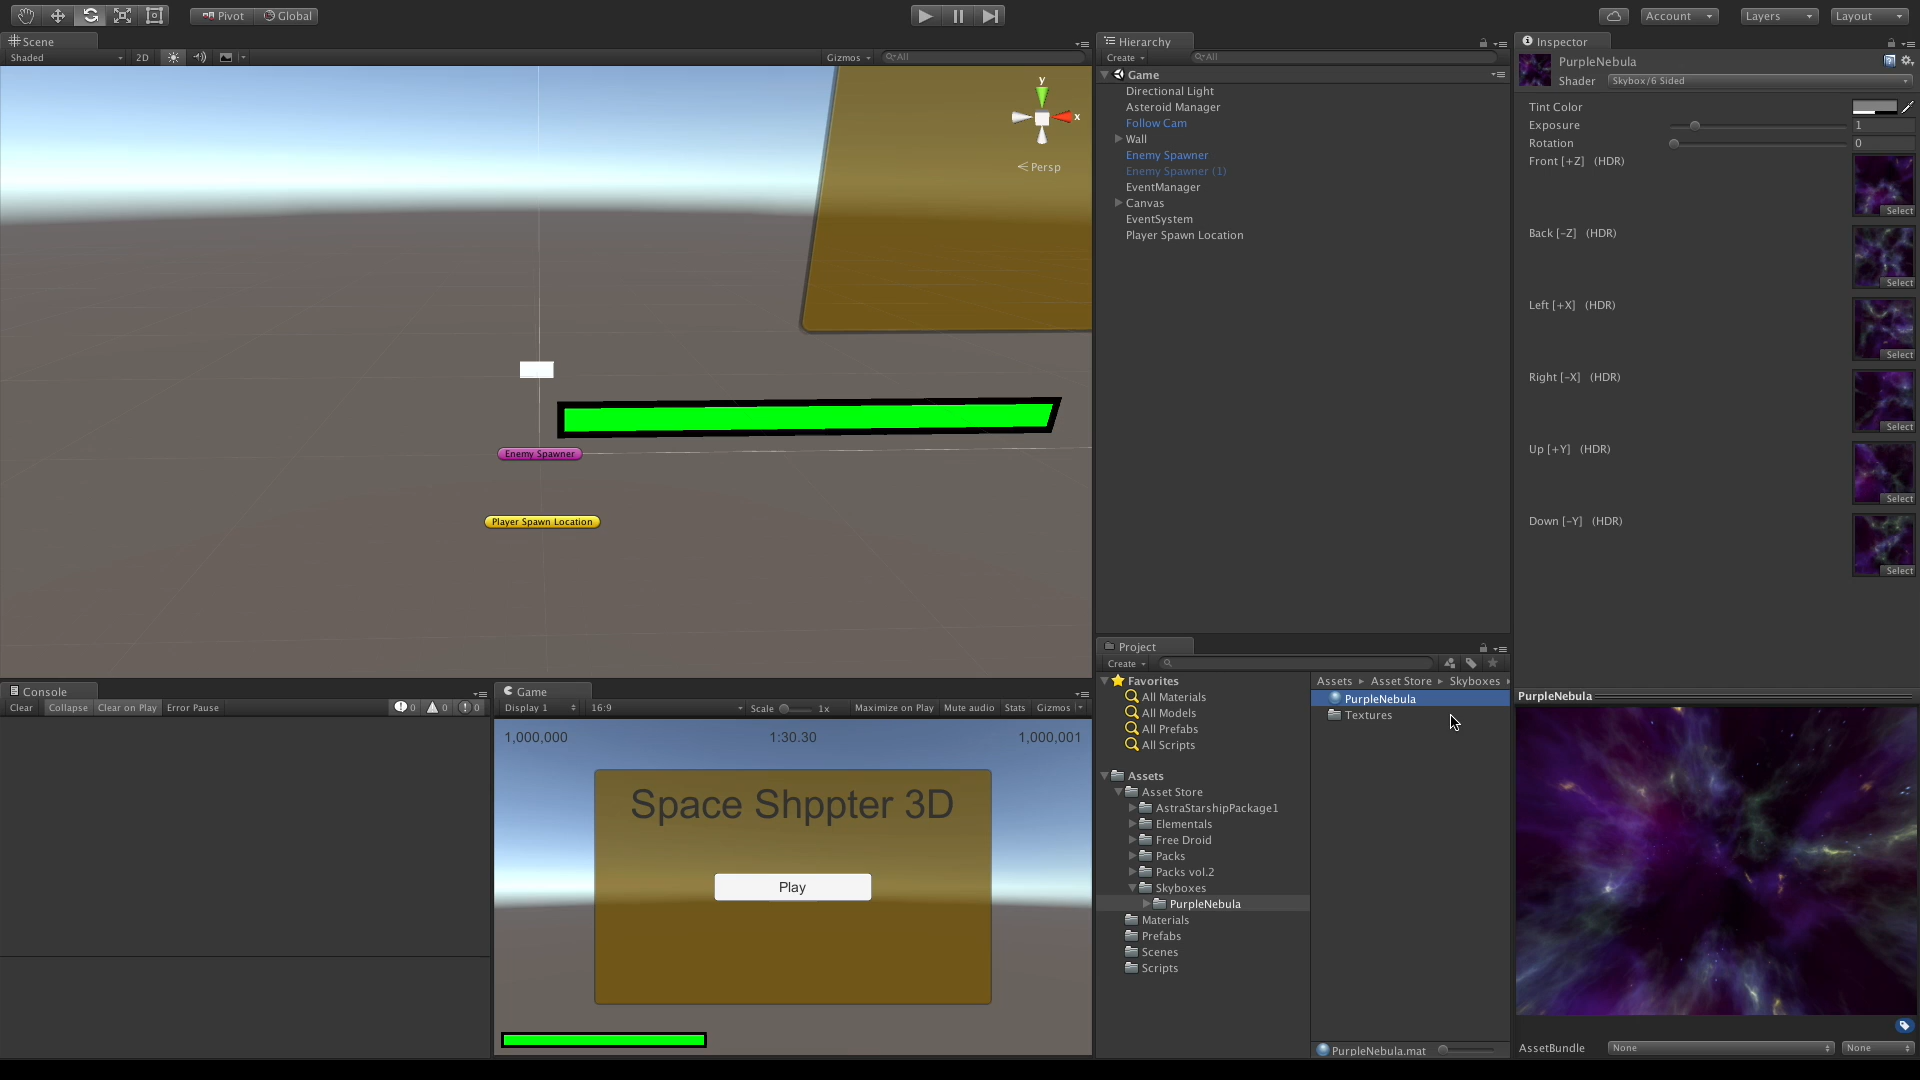 Pivot Global
Account Layers Layout
Scene
Shaded 2D Gizmos All
y
x
Persp
Enemy Spawner
Player Spawn Location
Hierarchy
Create All
Game
Directional Light
Asteroid Manager
Follow Cam
Wall
Enemy Spawner
Enemy Spawner (1)
EventManager
Canvas
EventSystem
Player Spawn Location
Inspector
PurpleNebula
Shader Skybox/6 Sided
Tint Color
Exposure 1
Rotation 0
Front [+Z] (HDR)
Select
Back [-Z] (HDR)
Select
Left [+X] (HDR)
Select
Right [-X] (HDR)
Select
Up [+Y] (HDR)
Select
Down [-Y] (HDR)
Select
Console
Clear Collapse Clear on Play Error Pause 0 0 0
Game
Display 1 16:9 Scale 1x Maximize on Play Mute audio Stats Gizmos
1,000,000 1:30.30 1,000,001
Space Shppter 3D
Play
Project
Create
Favorites
All Materials
All Models
All Prefabs
All Scripts
Assets
Asset Store
AstraStarshipPackage1
Elementals
Free Droid
Packs
Packs vol.2
Skyboxes
PurpleNebula
Materials
Prefabs
Scenes
Scripts
Assets Asset Store Skyboxes
PurpleNebula
Textures
PurpleNebula.mat
PurpleNebula
AssetBundle None None